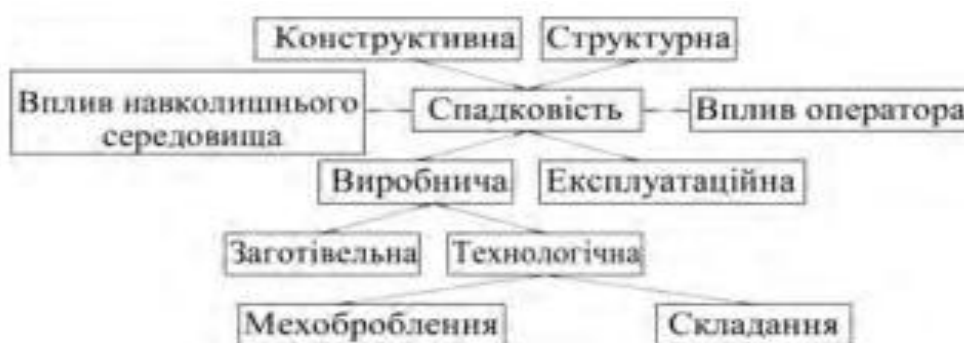 Конструктивна
Структурна
Вплив навколишнього
середовища
Спадковість
Вплив оператора
Виробнича
Експлуатаційна
Заготівельна
Технологічна
Мехоброблення
Складання